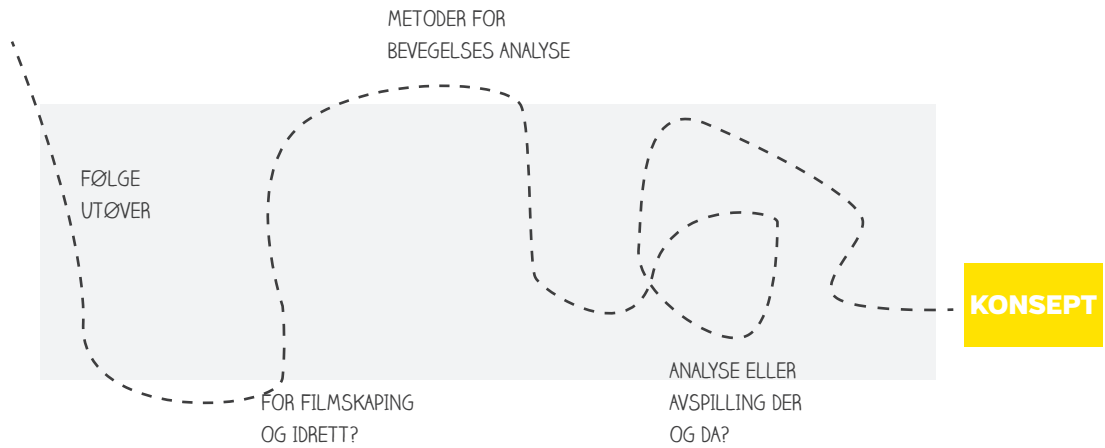 METODER FOR
BEVEGELSES ANALYSE
FØLGE
UTØVER
KONSEPT
FOR FILMSKAPING
OG IDRETT?
ANALYSE ELLER
AVSPILLING DER
OG DA?